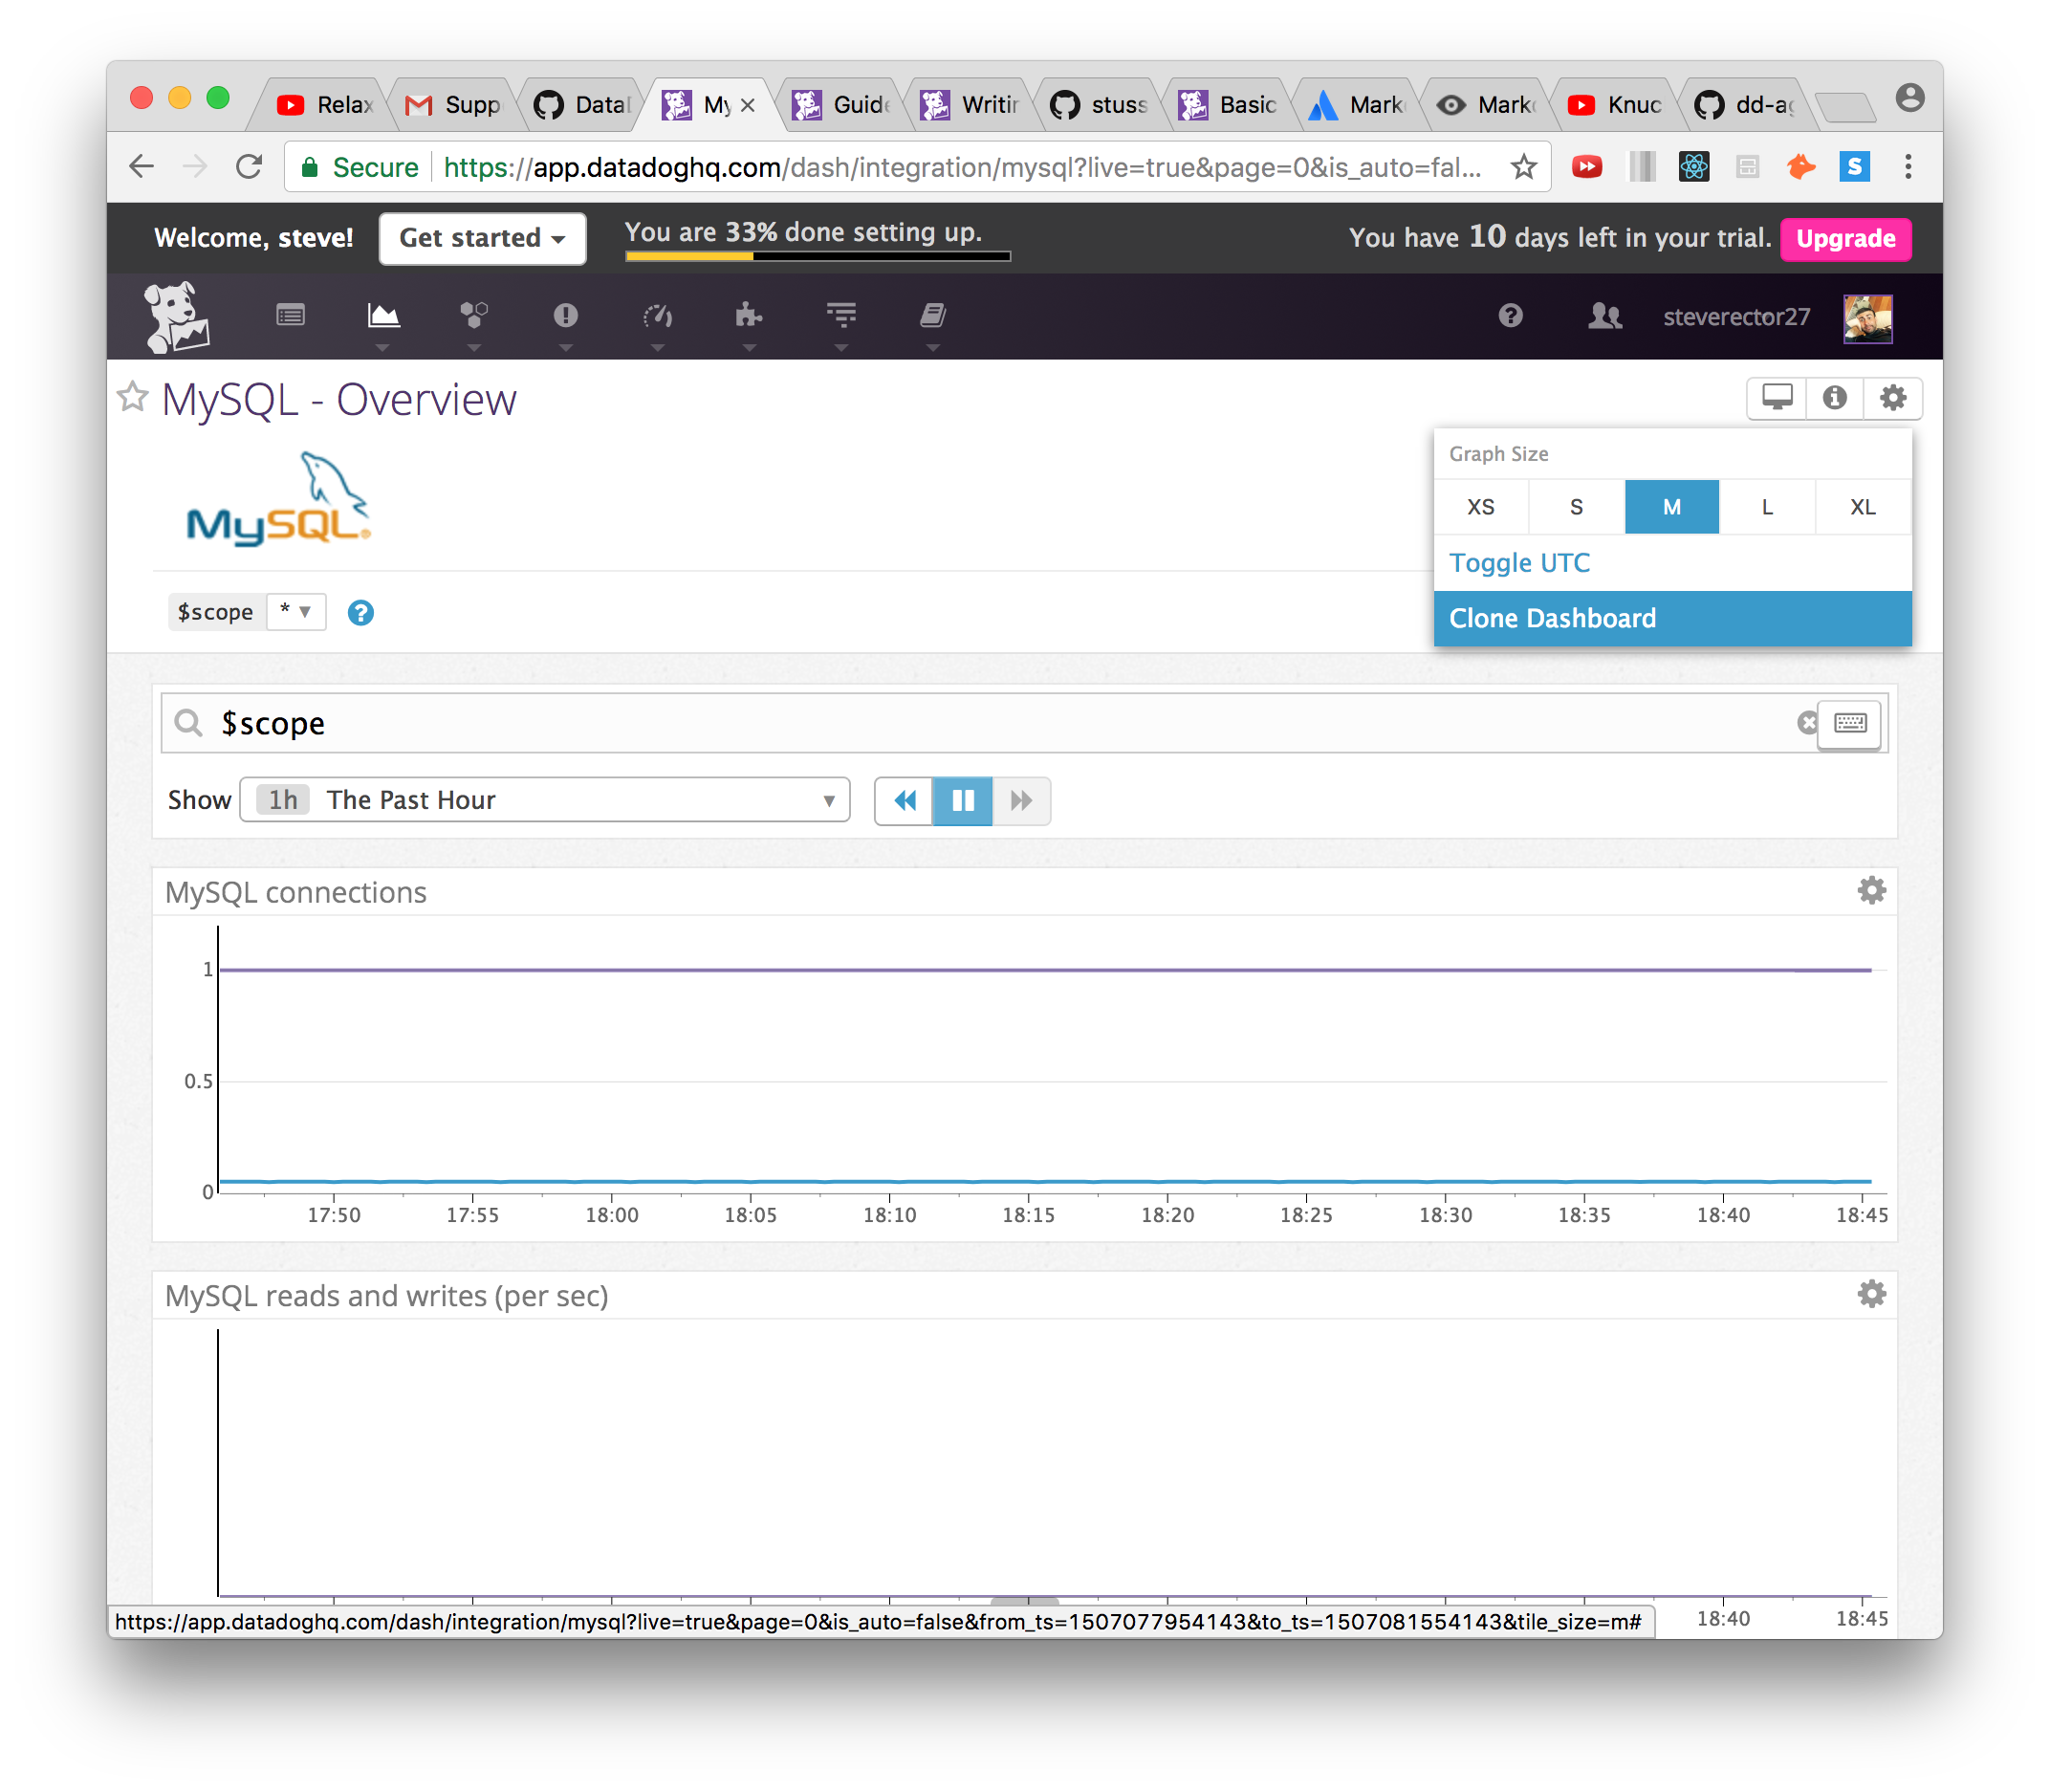 Relax
Supp
DataD
My
Guide
Writin
stuss
Basic
Mark
Mark
Knuc
dd-ag
Secure
https://app.datadoghq.com/dash/integration/mysql?live=true&page=0&is_auto=fal...
S
Welcome, steve!
Get started
You are 33% done setting up.
You have 10 days left in your trial.
Upgrade
steverector27
MySQL - Overview
Graph Size
XS S M L XL
MySQL
Toggle UTC
Clone Dashboard
$scope * ?
$scope
Show 1h The Past Hour
MySQL connections
1
0.5
0
17:50 17:55 18:00 18:05 18:10 18:15 18:20 18:25 18:30 18:35 18:40 18:45
MySQL reads and writes (per sec)
https://app.datadoghq.com/dash/integration/mysql?live=true&page=0&is_auto=false&from_ts=1507077954143&to_ts=1507081554143&tile_size=m#
18:40 18:45